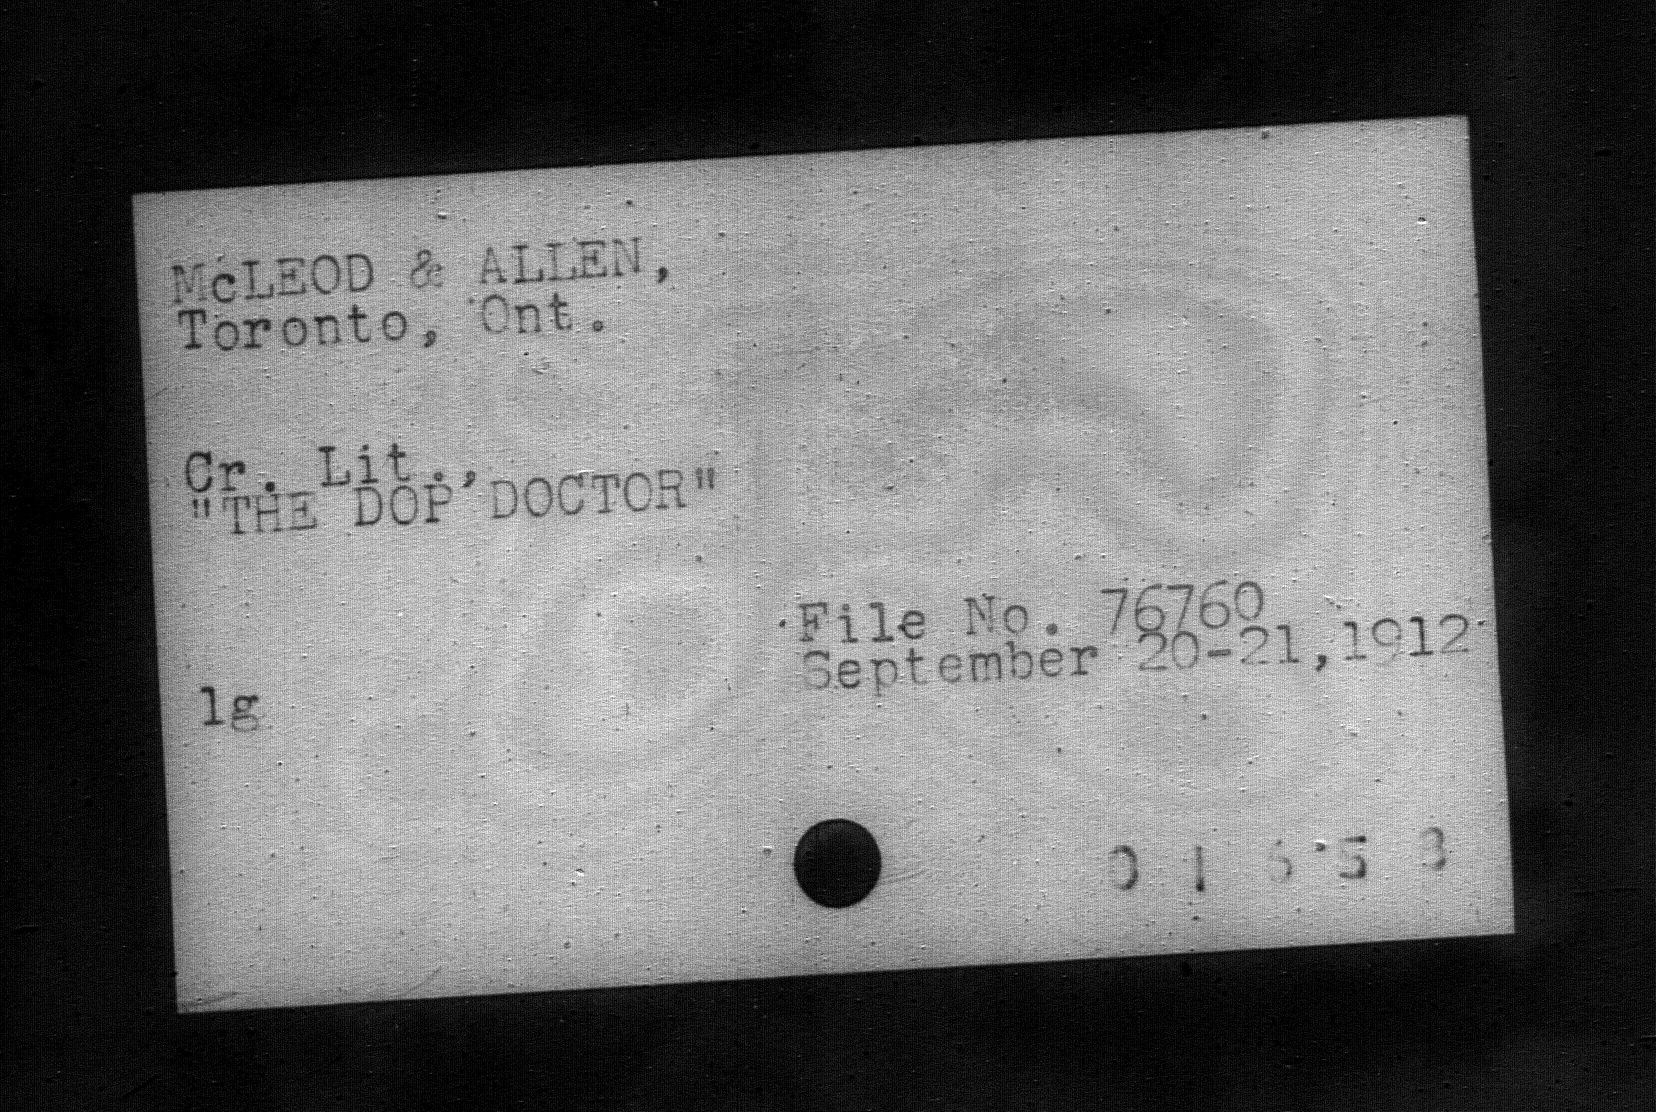 McLEOD & ALLEN,
Toronto, Ont.
Cr. Lit.,
"THE DOP DOCTOR"
File No. 76760
September 20-21,1912
lg